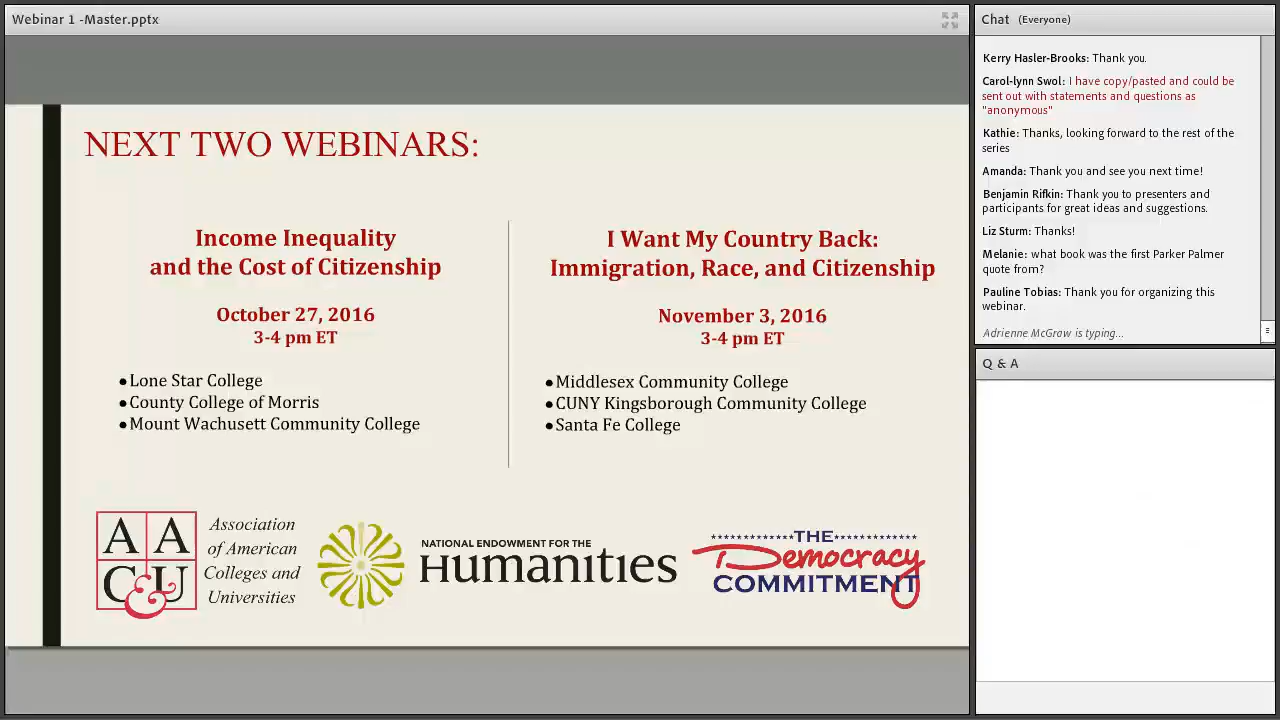 Webinar 1 -Master.pptx
NEXT TWO WEBINARS:
Income Inequality
and the Cost of Citizenship
October 27, 2016
3-4 pm ET
●Lone Star College
●County College of Morris
●Mount Wachusett Community College
I Want My Country Back:
Immigration, Race, and Citizenship
November 3, 2016
3-4 pm ET
●Middlesex Community College
●CUNY Kingsborough Community College
●Santa Fe College
A A
C & U
Association
of American
Colleges and
Universities
NATIONAL ENDOWMENT FOR THE
Humanities
THE
Democracy
COMMITMENT
Chat (Everyone)
Kerry Hasler-Brooks: Thank you.
Carol-lynn Swol: I have copy/pasted and could be
sent out with statements and questions as
"anonymous"
Kathie: Thanks, looking forward to the rest of the
series
Amanda: Thank you and see you next time!
Benjamin Rifkin: Thank you to presenters and
participants for great ideas and suggestions.
Liz Sturm: Thanks!
Melanie: what book was the first Parker Palmer
quote from?
Pauline Tobias: Thank you for organizing this
webinar.
Adrienne McGraw is typing...
Q & A